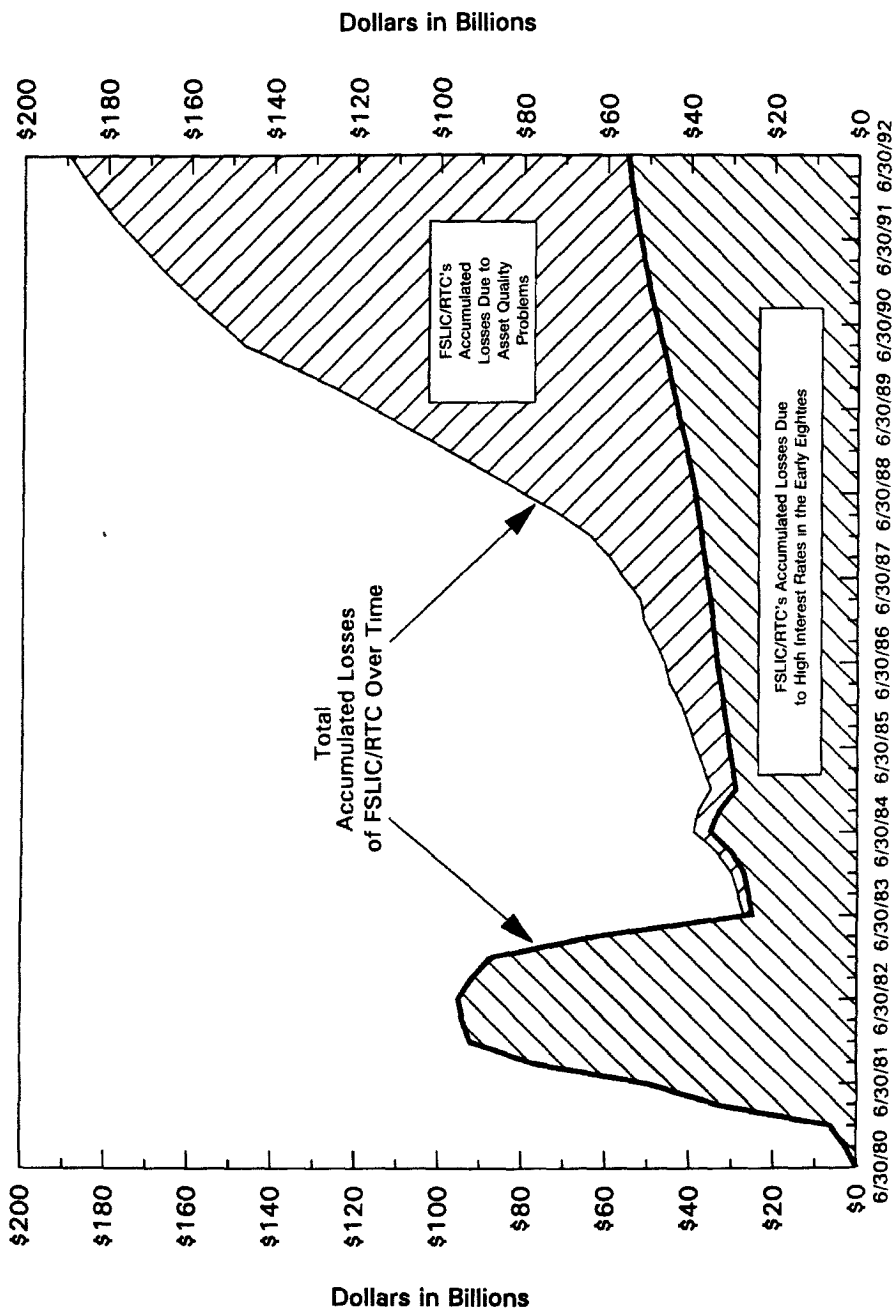 Dollars in Billions
$200
$180
$160
$140
$120
$100
$80
$60
$40
$20
$0
Total
Accumulated Losses
of FSLIC/RTC Over Time
FSLIC/RTC's
Accumulated
Losses Due to
Asset Quality
Problems
FSLIC/RTC's Accumulated Losses Due
to High Interest Rates in the Early Eighties
6/30/80 6/30/81 6/30/82 6/30/83 6/30/84 6/30/85 6/30/86 6/30/87 6/30/88 6/30/89 6/30/90 6/30/91 6/30/92
$200
$180
$160
$140
$120
$100
$80
$60
$40
$20
$0
Dollars in Billions